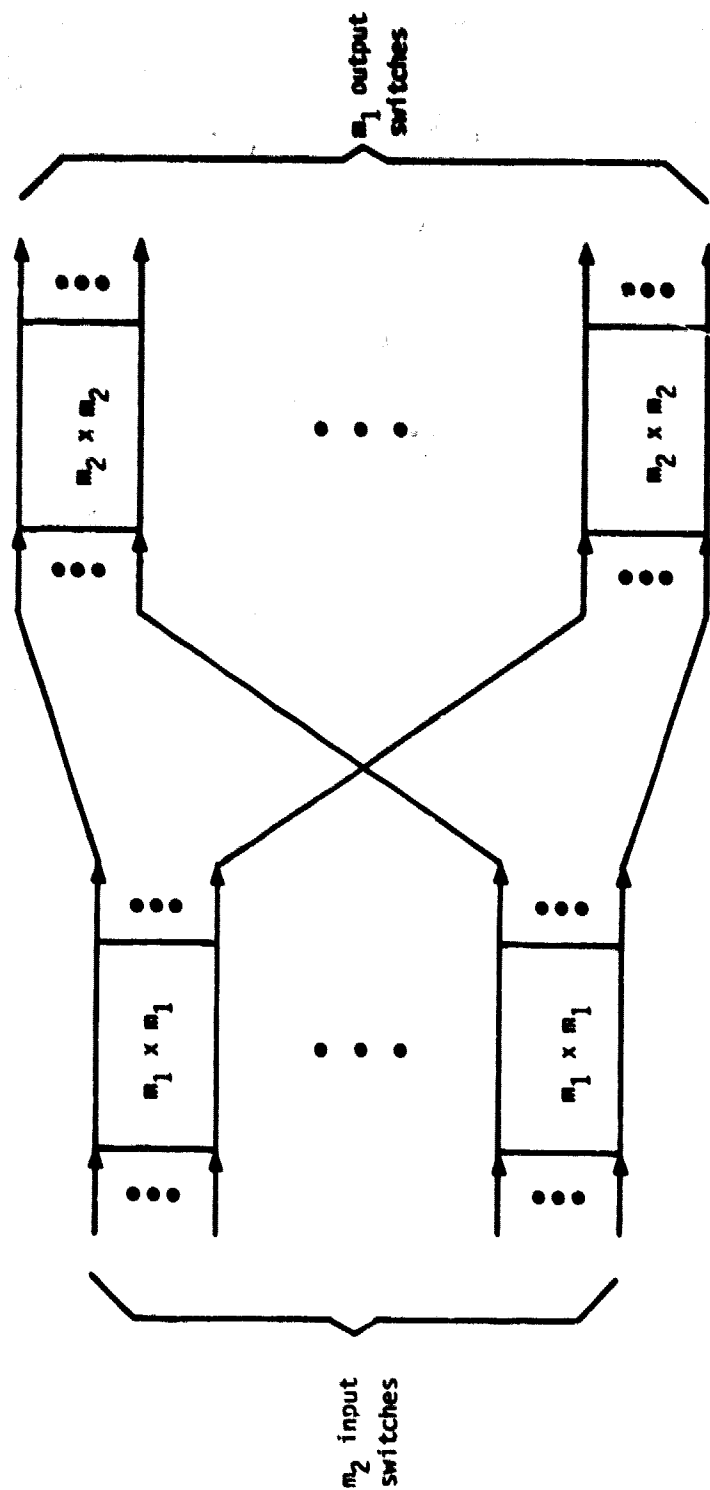 m₂ input
switches
m₁ x m₁
m₁ x m₁
m₂ x m₂
m₂ x m₂
m₁ output
switches